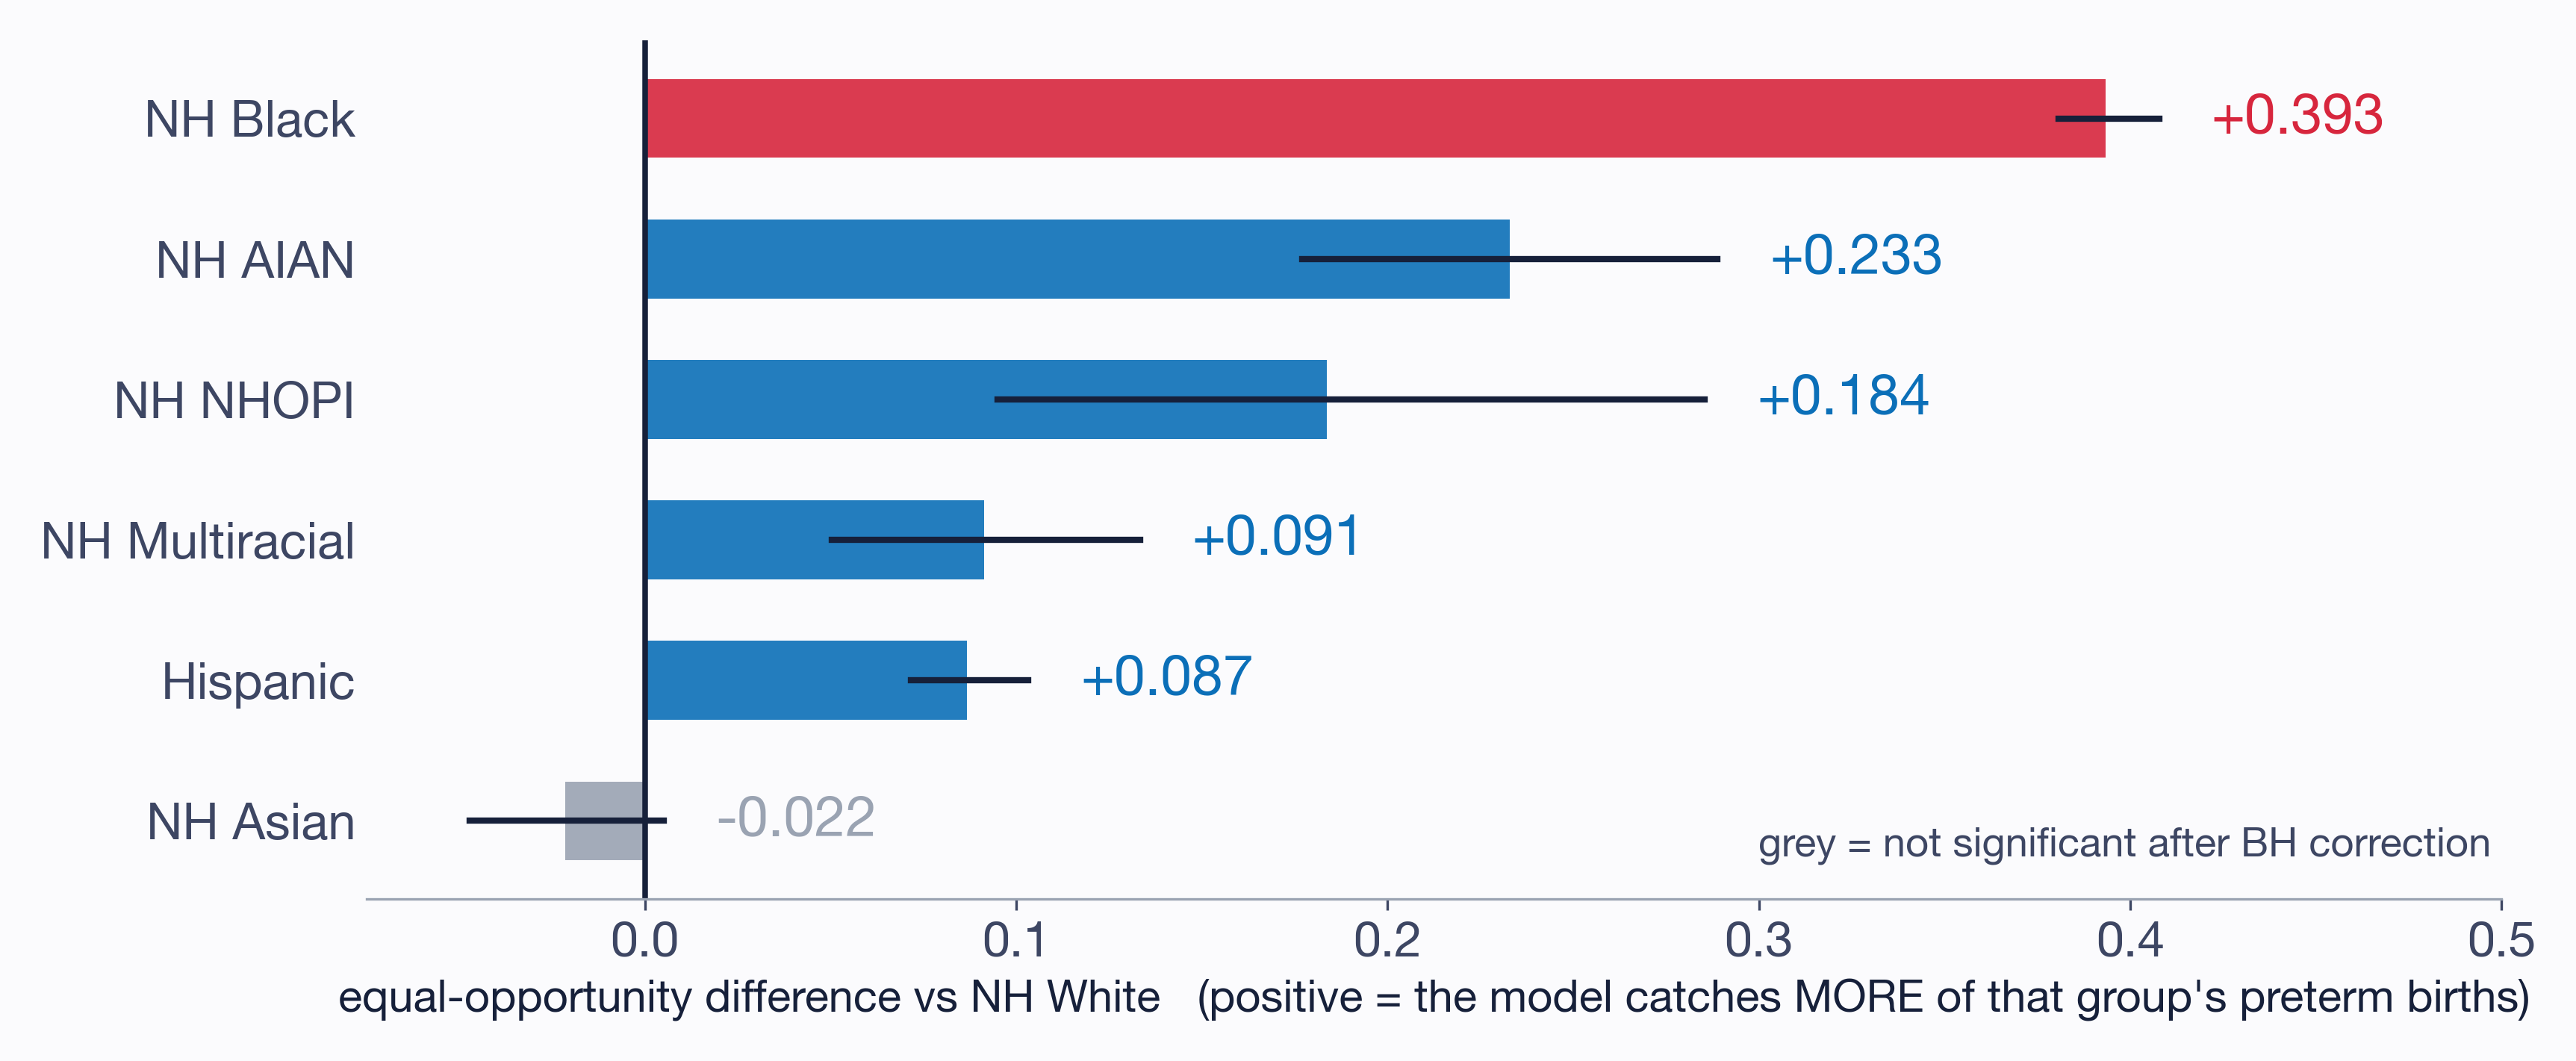 NH Black +0.393
NH AIAN +0.233
NH NHOPI +0.184
NH Multiracial +0.091
Hispanic +0.087
NH Asian -0.022
grey = not significant after BH correction
0.0 0.1 0.2 0.3 0.4 0.5
equal-opportunity difference vs NH White (positive = the model catches MORE of that group's preterm births)